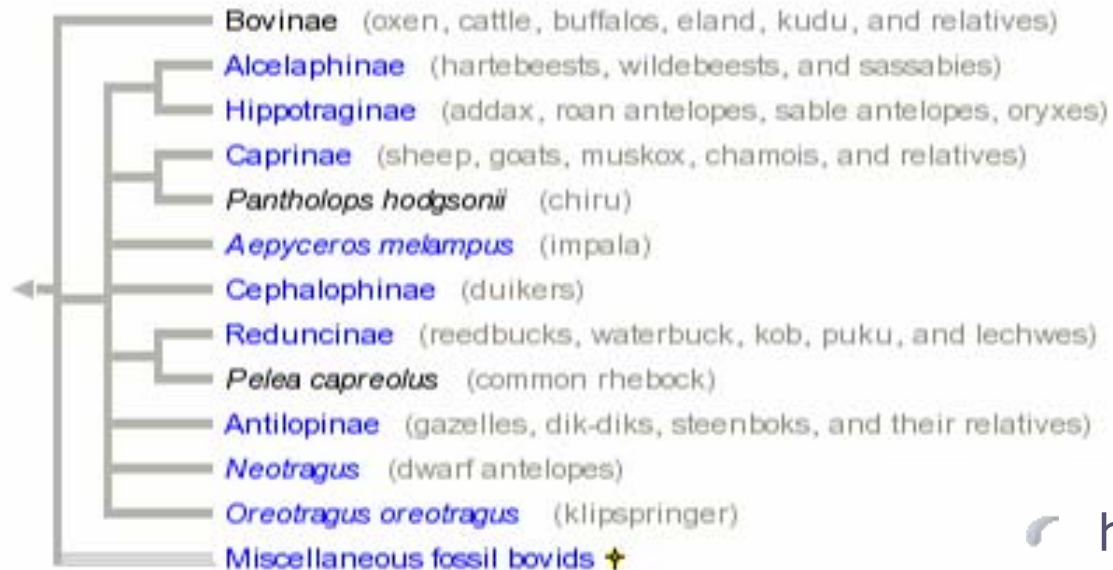 Bovinae (oxen, cattle, buffalos, eland, kudu, and relatives)
Alcelaphinae (hartebeests, wildebeests, and sassabies)
Hippotraginae (addax, roan antelopes, sable antelopes, oryxes)
Caprinae (sheep, goats, muskox, chamois, and relatives)
Pantholops hodgsonii (chiru)
Aepyceros melampus (impala)
Cephalophinae (duikers)
Reduncinae (reedbucks, waterbuck, kob, puku, and lechwes)
Pelea capreolus (common rhebock)
Antilopinae (gazelles, dik-diks, steenboks, and their relatives)
Neotragus (dwarf antelopes)
Oreotragus oreotragus (klipspringer)
h
Miscellaneous fossil bovids ✝